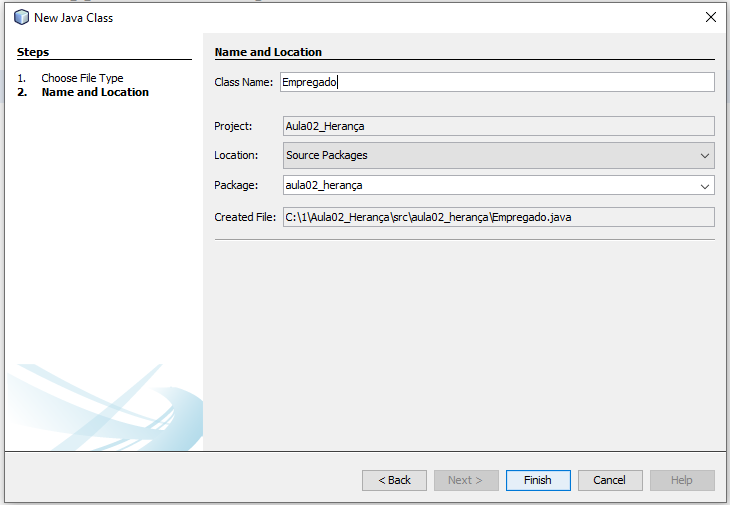 New Java Class
Steps
1. Choose File Type
2. Name and Location
Name and Location
Class Name: Empregado
Project: Aula02_Herança
Location: Source Packages
Package: aula02_herança
Created File: C:\1\Aula02_Herança\src\aula02_herança\Empregado.java
< Back Next > Finish Cancel Help